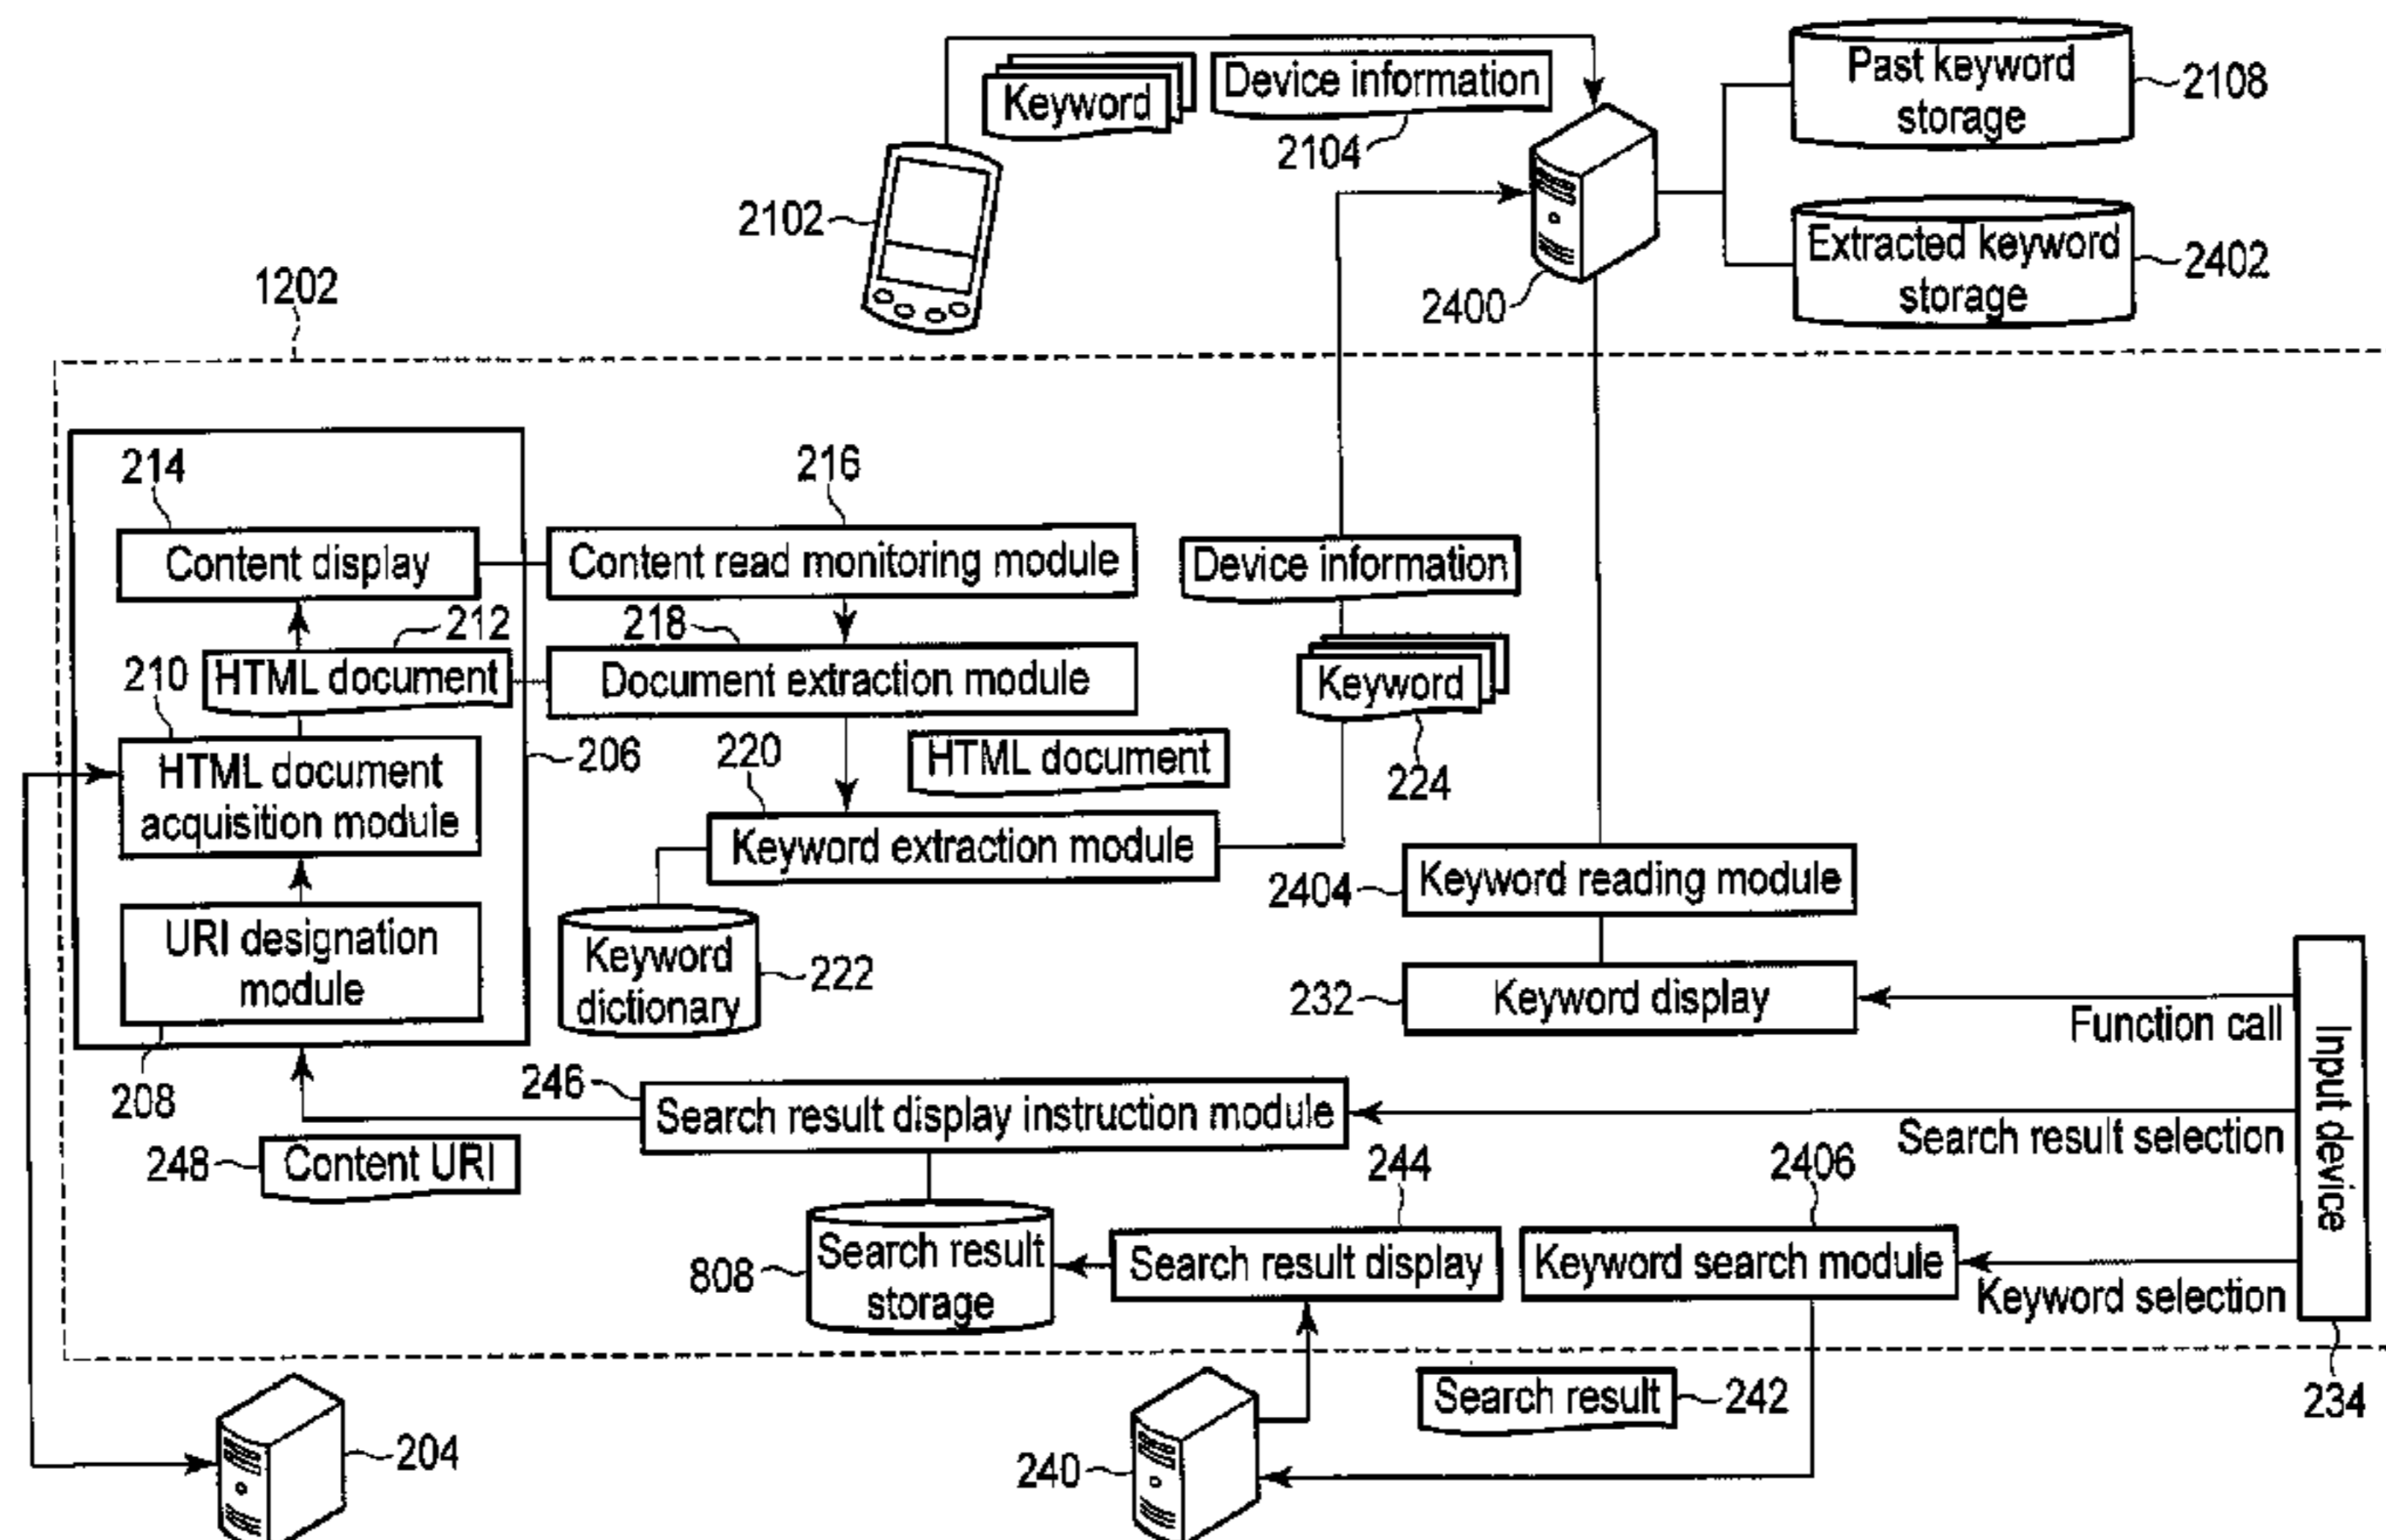 Keyword
Device information
2104
Past keyword
storage
2108
2102
2400
Extracted keyword
storage
2402
1202
214
216
Content display
Content read monitoring module
Device information
212
218
210
HTML document
Document extraction module
Keyword
224
206
220
HTML document
HTML document
acquisition module
Keyword extraction module
2404
Keyword reading module
URI designation
module
Keyword
dictionary
222
232
Keyword display
Function call
Input device
208
246
Search result display instruction module
Search result selection
248
Content URI
244
2406
808
Search result
storage
Search result display
Keyword search module
Keyword selection
204
240
Search result
242
234